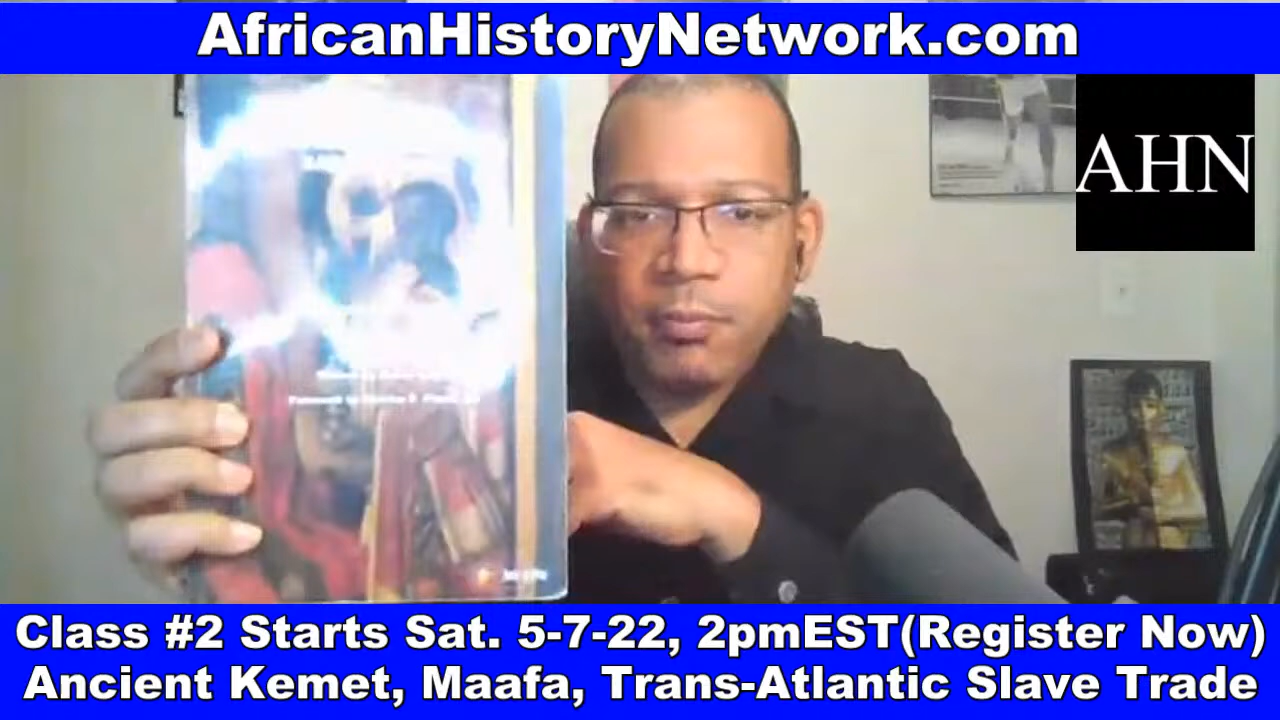 AfricanHistoryNetwork.com
AHN
Class #2 Starts Sat. 5-7-22, 2pmEST(Register Now)
Ancient Kemet, Maafa, Trans-Atlantic Slave Trade